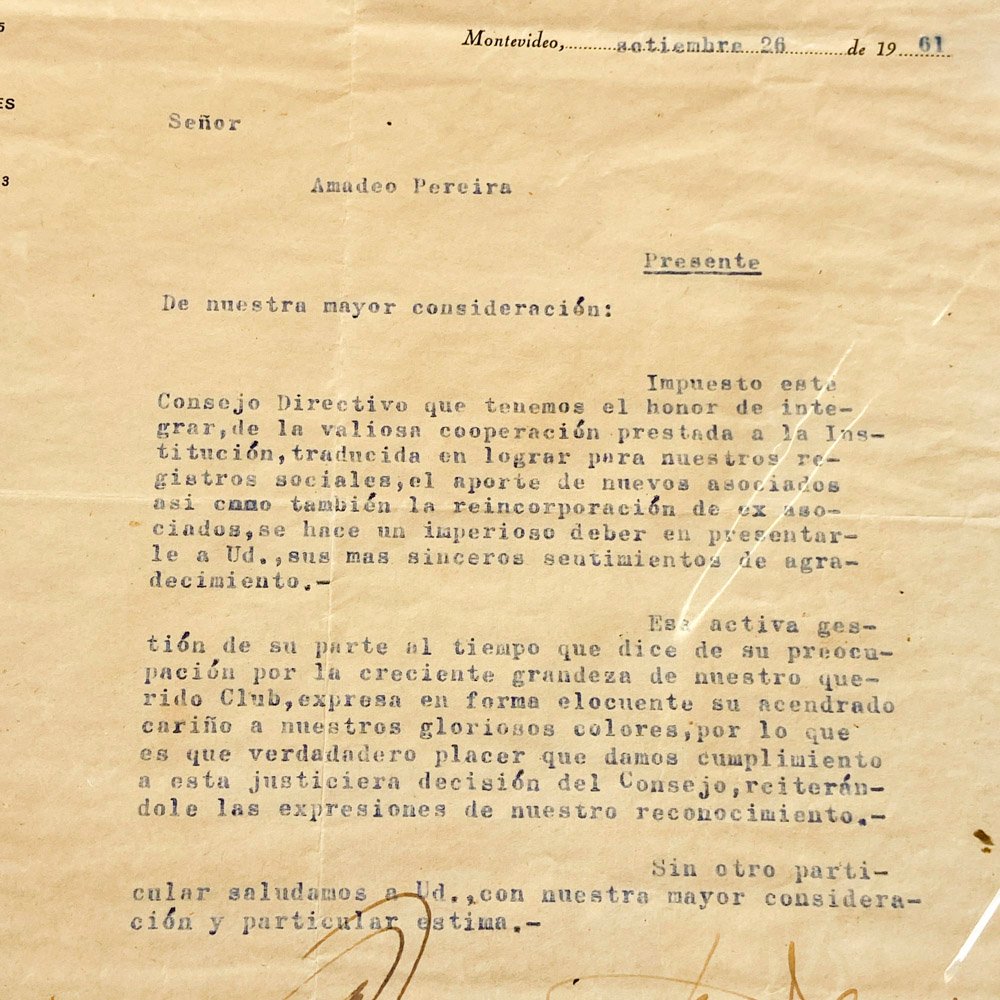 5
Montevideo, setiembre 26 de 19 61
ES
Señor
3
Amadeo Pereira
Presente
De nuestra mayor consideración:
Impuesto este
Consejo Directivo que tenemos el honor de inte-
grar,de la valiosa cooperación prestada a la Ins-
titución,traducida en lograr para nuestros re-
gistros sociales,el aporte de nuevos asociados
asi como también la reincorporación de ex aso-
ciados,se hace un imperioso deber en presentar-
le a Ud.,sus mas sinceros sentimientos de agra-
decimiento.-
Esa activa ges-
tión de su parte al tiempo que dice de su preocu-
pación por la creciente grandeza de nuestro que-
rido Club,expresa en forma elocuente su acendrado
cariño a nuestros gloriosos colores,por lo que
es que verdadadero placer que damos cumplimiento
a esta justiciera decisión del Consejo,reiterán-
dole las expresiones de nuestro reconocimiento.-
Sin otro parti-
cular saludamos a Ud.,con nuestra mayor considera-
ción y particular estima.-